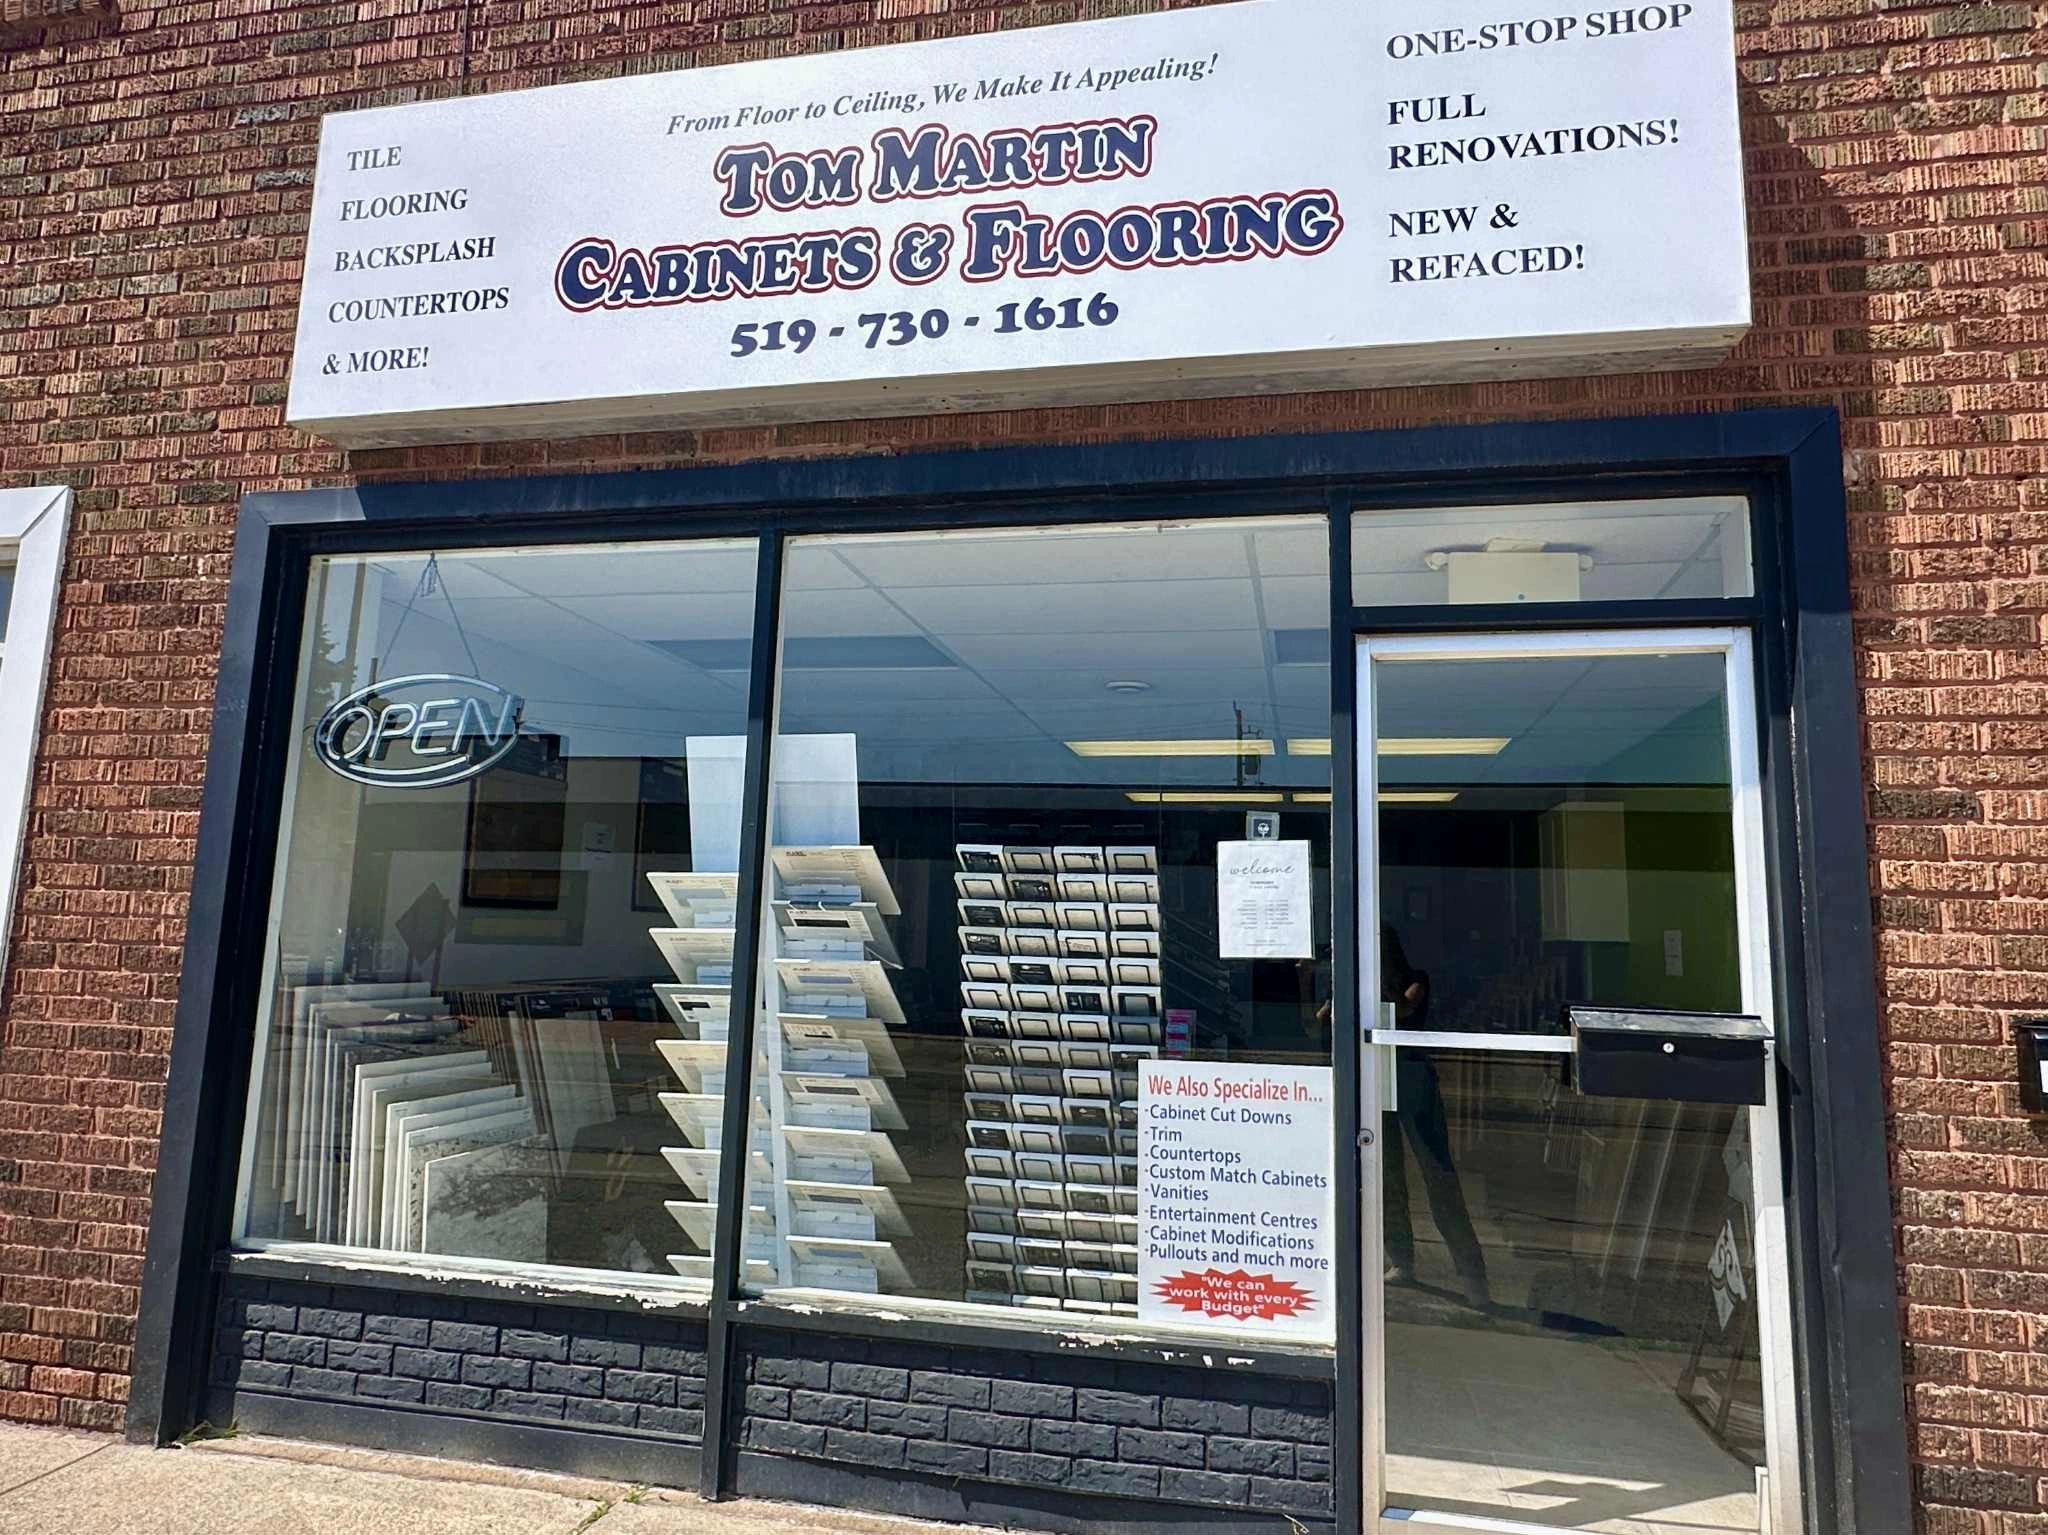 From Floor to Ceiling, We Make It Appealing!
TOM MARTIN
CABINETS & FLOORING
519 - 730 - 1616
TILE
FLOORING
BACKSPLASH
COUNTERTOPS
& MORE!
ONE-STOP SHOP
FULL
RENOVATIONS!
NEW &
REFACED!
OPEN
welcome
We Also Specialize In...
-Cabinet Cut Downs
-Trim
-Countertops
-Custom Match Cabinets
-Vanities
-Entertainment Centres
-Cabinet Modifications
-Pullouts and much more
"We can
work with every
Budget"